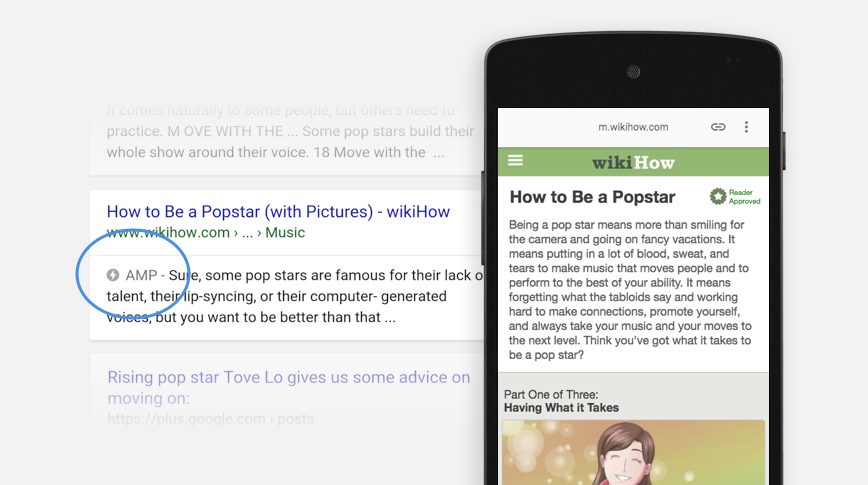 It comes naturally to some people, but others need to
practice. M OVE WITH THE ... Some pop stars build their
whole show around their voice. 18 Move with the ...
How to Be a Popstar (with Pictures) - wikiHow
www.wikihow.com › ... › Music
AMP - Sure, some pop stars are famous for their lack o
talent, their lip-syncing, or their computer- generated
voices, but you want to be better than that ...
Rising pop star Tove Lo gives us some advice on
moving on:
https://plus.google.com › posts
m.wikihow.com
wikiHow
How to Be a Popstar
Reader
Approved
Being a pop star means more than smiling for
the camera and going on fancy vacations. It
means putting in a lot of blood, sweat, and
tears to make music that moves people and to
perform to the best of your ability. It means
forgetting what the tabloids say and working
hard to make connections, promote yourself,
and always take your music and your moves to
the next level. Think you've got what it takes to
be a pop star?
Part One of Three:
Having What it Takes